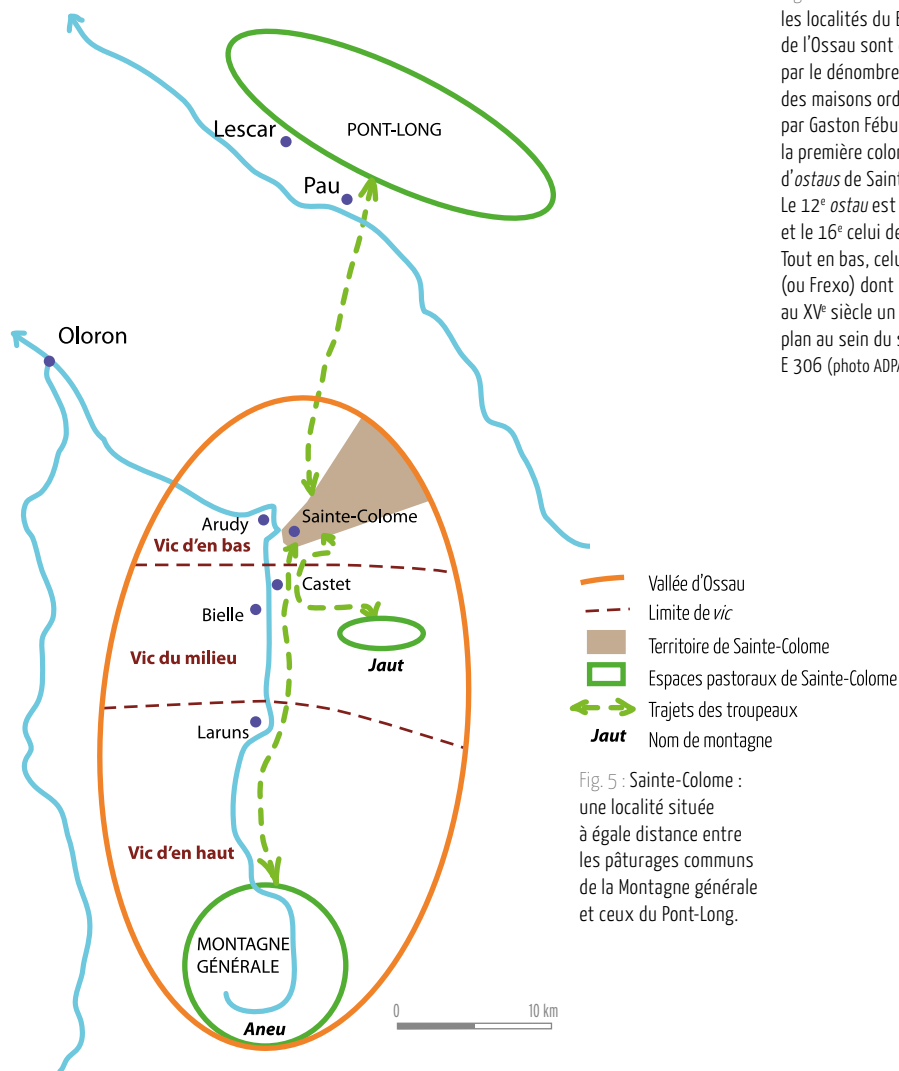 les localités du
de l'Ossau sont
par le dénombre
des maisons ord
par Gaston Fébu
la première color
d'ostaus de Sainte
Le 12e ostau est
et le 16e celui de
Tout en bas, celu
(ou Frexo) dont
au XVe siècle un
plan au sein du s
E 306 (photo ADPA
PONT-LONG
Lescar
Pau
Oloron
Sainte-Colome
Arudy
Vic d'en bas
Castet
Bielle
Jaut
Vic du milieu
Laruns
Vic d'en haut
MONTAGNE
GÉNÉRALE
Aneu
0 10 km
Vallée d'Ossau
Limite de vic
Territoire de Sainte-Colome
Espaces pastoraux de Sainte-Colome
Trajets des troupeaux
Jaut Nom de montagne
Fig. 5 : Sainte-Colome :
une localité située
à égale distance entre
les pâturages communs
de la Montagne générale
et ceux du Pont-Long.